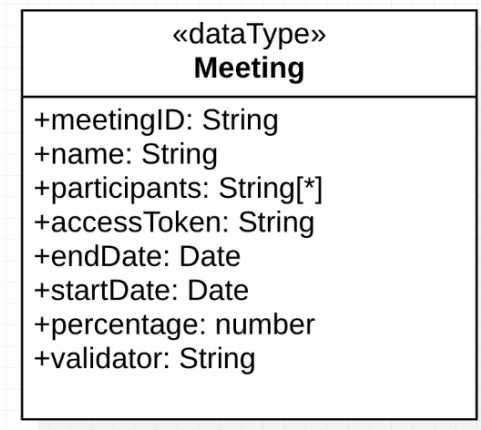 «dataType»
Meeting
+meetingID: String
+name: String
+participants: String[*]
+accessToken: String
+endDate: Date
+startDate: Date
+percentage: number
+validator: String